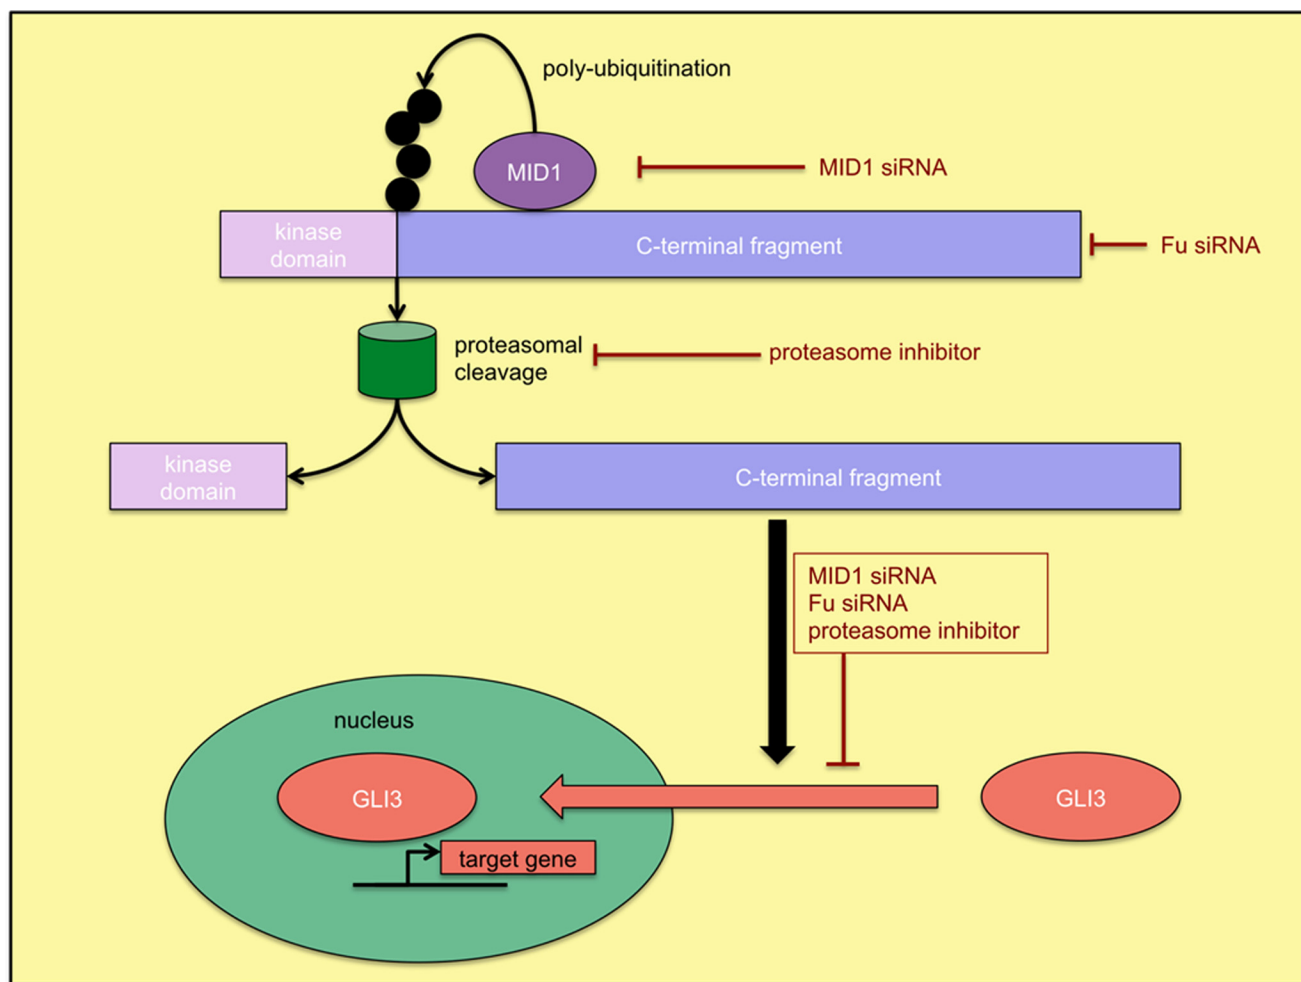 poly-ubiquitination
MID1
MID1 siRNA
kinase
domain
C-terminal fragment
Fu siRNA
proteasomal
cleavage
proteasome inhibitor
kinase
domain
C-terminal fragment
MID1 siRNA
Fu siRNA
proteasome inhibitor
nucleus
GLI3
GLI3
target gene